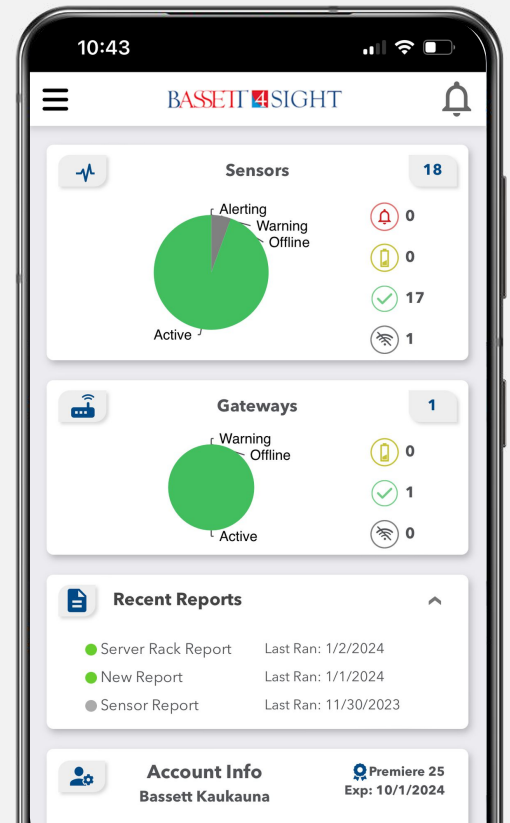 10:43
BASSETT 4 SIGHT
Sensors
18
Alerting
Warning
Offline
Active
0
0
17
1
Gateways
1
Warning
Offline
Active
0
1
0
Recent Reports
Server Rack Report Last Ran: 1/2/2024
New Report Last Ran: 1/1/2024
Sensor Report Last Ran: 11/30/2023
Account Info
Bassett Kaukauna
Premiere 25
Exp: 10/1/2024